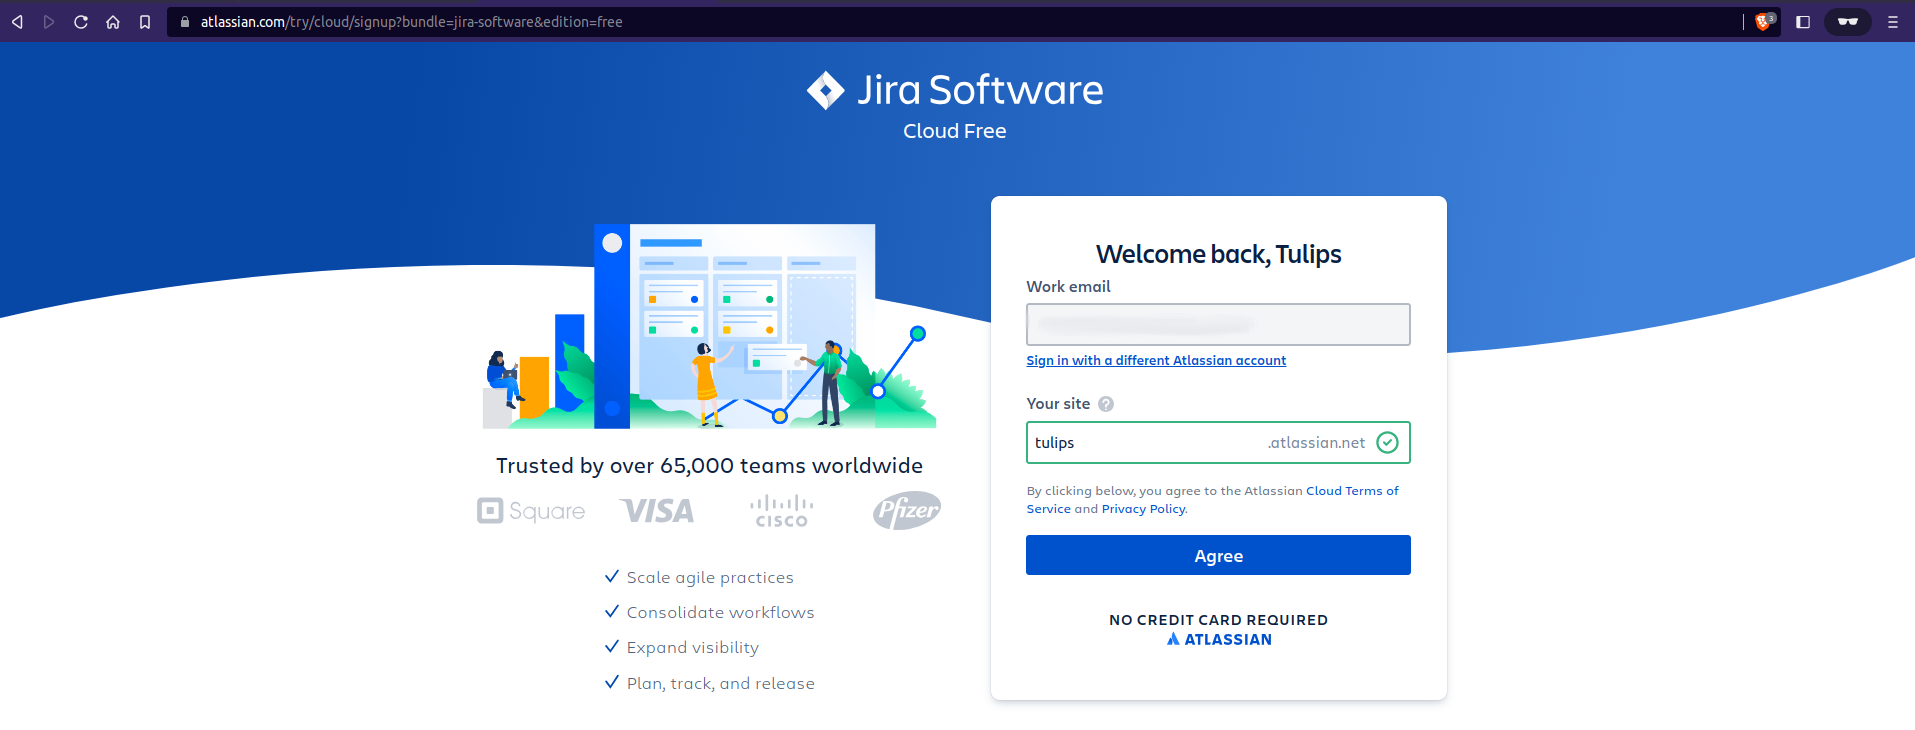 atlassian.com/try/cloud/signup?bundle=jira-software&edition=free
3
Jira Software
Cloud Free
Welcome back, Tulips
Work email
Sign in with a different Atlassian account
Your site ?
tulips .atlassian.net
By clicking below, you agree to the Atlassian Cloud Terms of
Service and Privacy Policy.
Agree
NO CREDIT CARD REQUIRED
ATLASSIAN
Trusted by over 65,000 teams worldwide
Square VISA CISCO Pfizer
Scale agile practices
Consolidate workflows
Expand visibility
Plan, track, and release